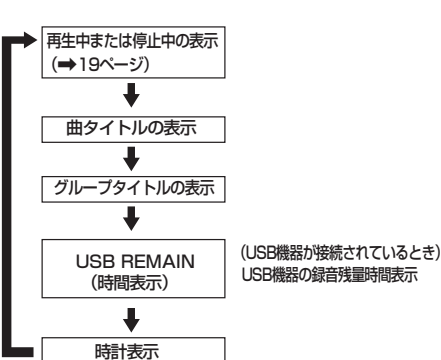 再生中または停止中の表示
（➡19ページ）
曲タイトルの表示
グループタイトルの表示
USB REMAIN
（時間表示）
（USB機器が接続されているとき）
USB機器の録音残量時間表示
時計表示